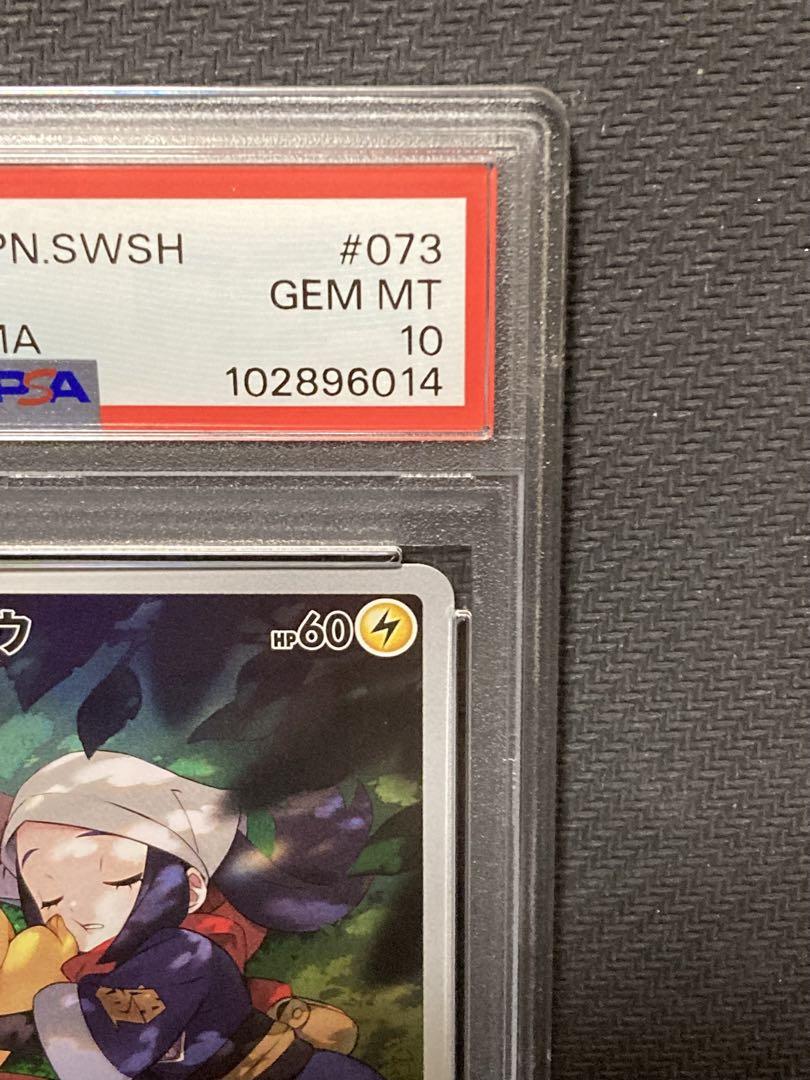 PN.SWSH #073
GEM MT
MA 10
PSA 102896014
ウ HP60